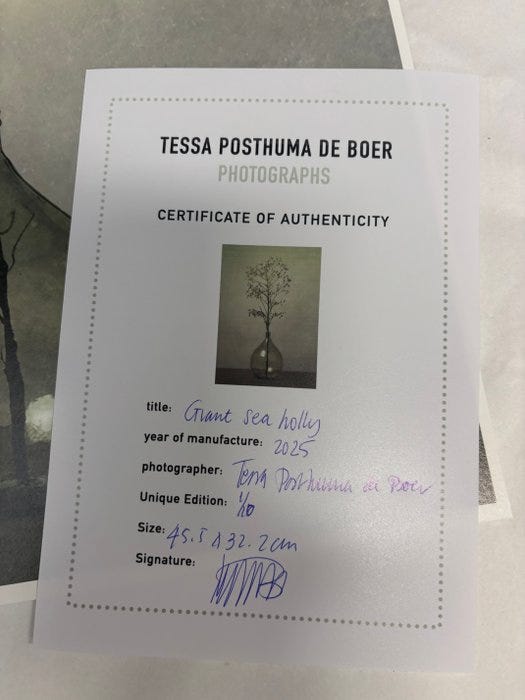 TESSA POSTHUMA DE BOER
PHOTOGRAPHS
CERTIFICATE OF AUTHENTICITY
title: Giant sea holly
year of manufacture: 2025
photographer: Tessa Posthuma de Boer
Unique Edition: 1/10
Size: 45.5 x 32.2 cm
Signature: